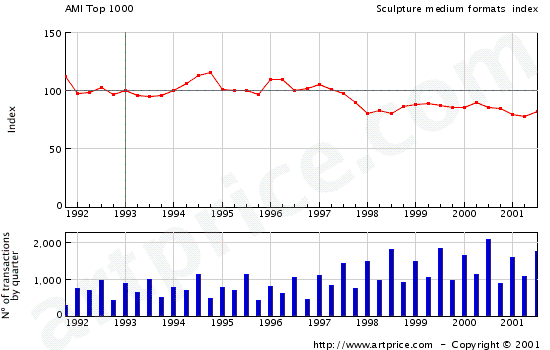 AMI Top 1000
Sculpture medium formats index
150
100
50
0
Index
1992 1993 1994 1995 1996 1997 1998 1999 2000 2001
2,000
1,000
0
N° of transactions
by quarter
1992 1993 1994 1995 1996 1997 1998 1999 2000 2001
artprice.com
http://www.artprice.com - Copyright © 2001